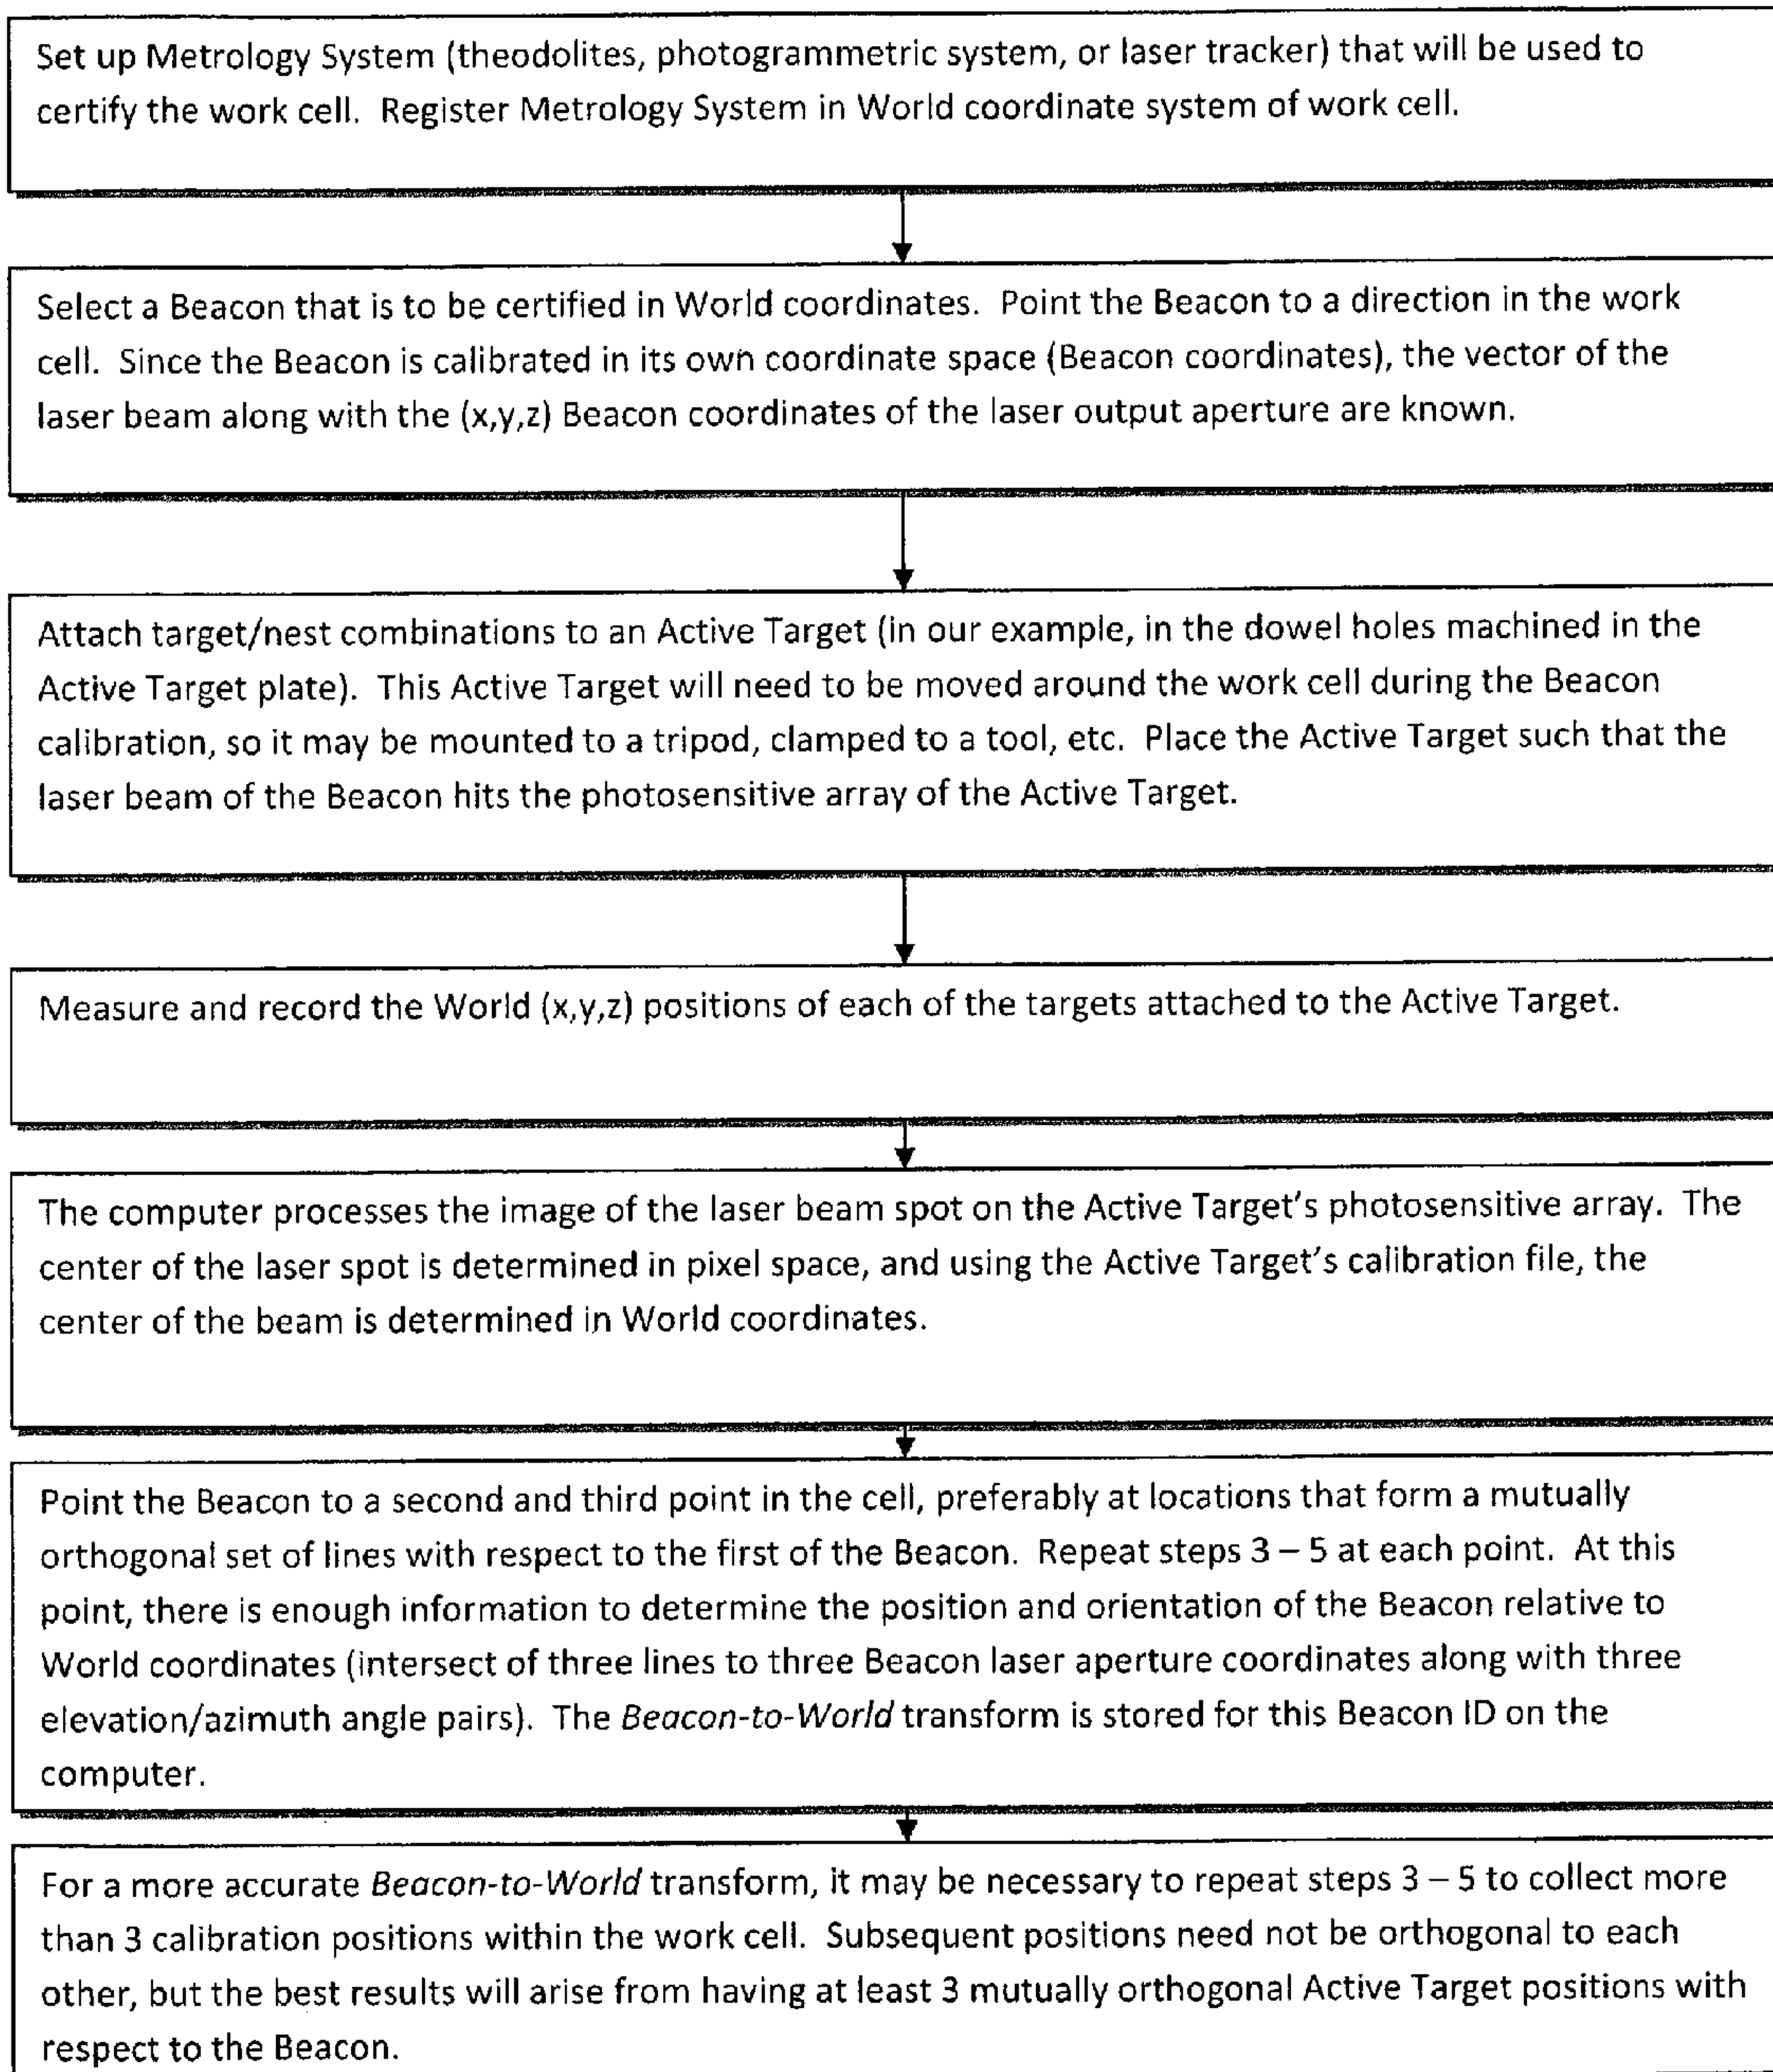 Set up Metrology System (theodolites, photogrammetric system, or laser tracker) that will be used to
certify the work cell. Register Metrology System in World coordinate system of work cell.
Select a Beacon that is to be certified in World coordinates. Point the Beacon to a direction in the work
cell. Since the Beacon is calibrated in its own coordinate space (Beacon coordinates), the vector of the
laser beam along with the (x,y,z) Beacon coordinates of the laser output aperture are known.
Attach target/nest combinations to an Active Target (in our example, in the dowel holes machined in the
Active Target plate). This Active Target will need to be moved around the work cell during the Beacon
calibration, so it may be mounted to a tripod, clamped to a tool, etc. Place the Active Target such that the
laser beam of the Beacon hits the photosensitive array of the Active Target.
Measure and record the World (x,y,z) positions of each of the targets attached to the Active Target.
The computer processes the image of the laser beam spot on the Active Target's photosensitive array. The
center of the laser spot is determined in pixel space, and using the Active Target's calibration file, the
center of the beam is determined in World coordinates.
Point the Beacon to a second and third point in the cell, preferably at locations that form a mutually
orthogonal set of lines with respect to the first of the Beacon. Repeat steps 3 – 5 at each point. At this
point, there is enough information to determine the position and orientation of the Beacon relative to
World coordinates (intersect of three lines to three Beacon laser aperture coordinates along with three
elevation/azimuth angle pairs). The Beacon-to-World transform is stored for this Beacon ID on the
computer.
For a more accurate Beacon-to-World transform, it may be necessary to repeat steps 3 – 5 to collect more
than 3 calibration positions within the work cell. Subsequent positions need not be orthogonal to each
other, but the best results will arise from having at least 3 mutually orthogonal Active Target positions with
respect to the Beacon.